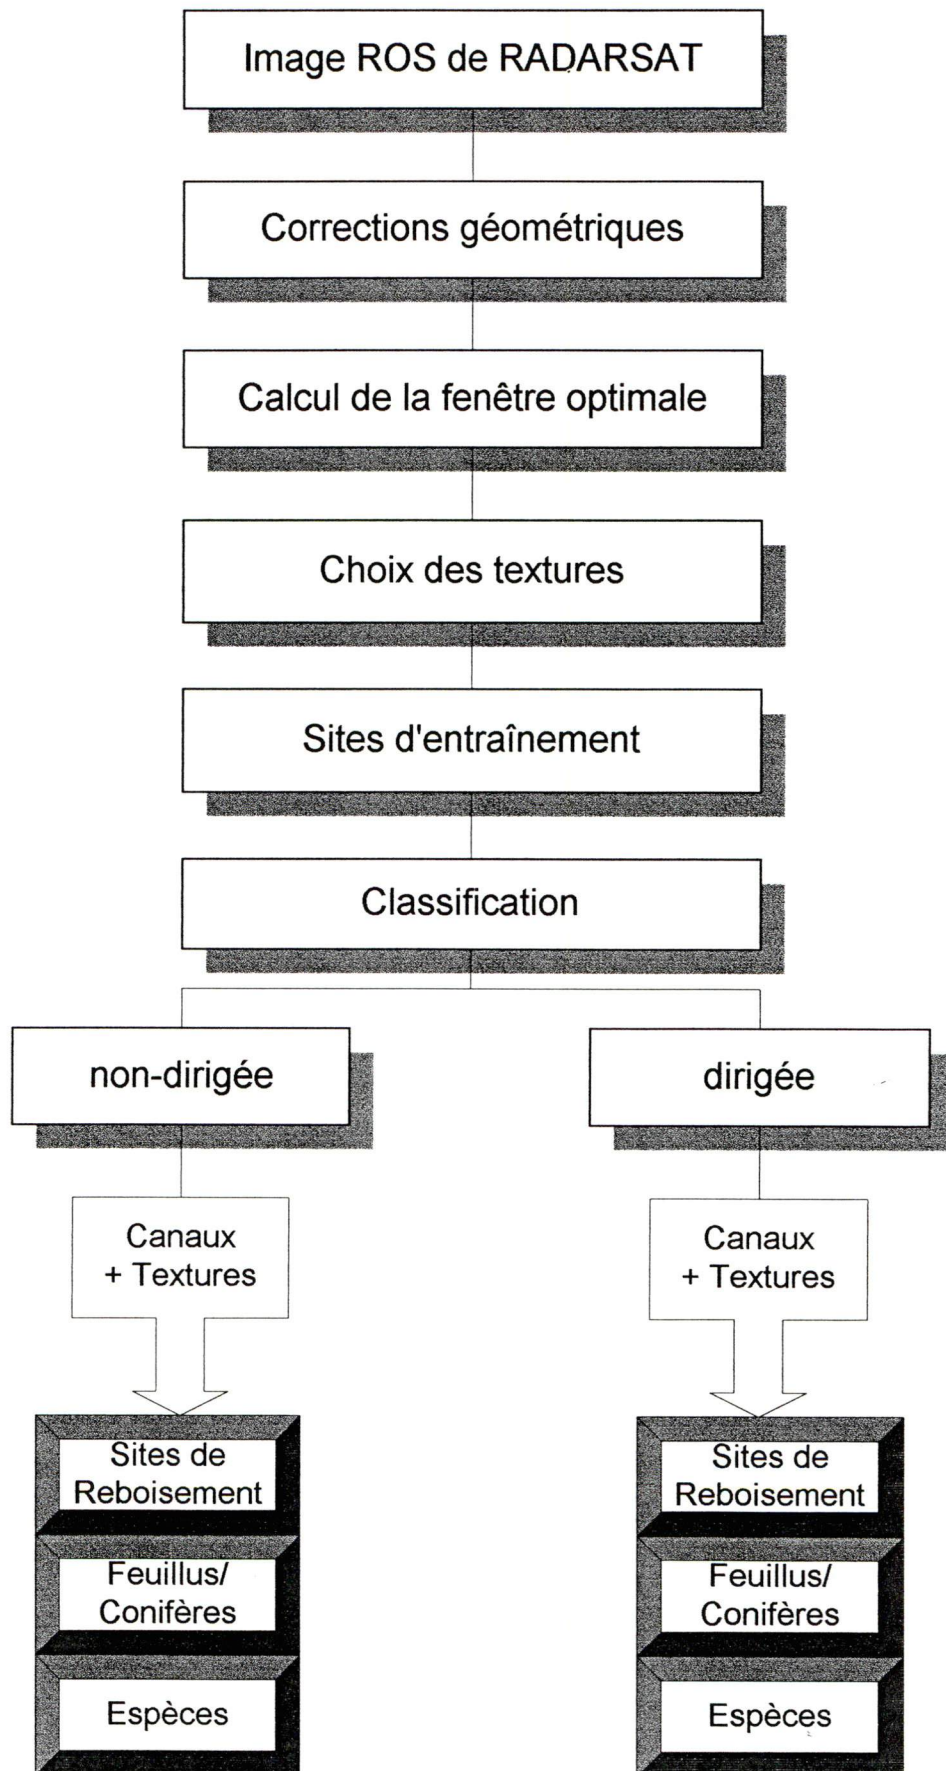 Image ROS de RADARSAT
Corrections géométriques
Calcul de la fenêtre optimale
Choix des textures
Sites d'entraînement
Classification
non-dirigée
dirigée
Canaux
+ Textures
Canaux
+ Textures
Sites de
Reboisement
Feuillus/
Conifères
Espèces
Sites de
Reboisement
Feuillus/
Conifères
Espèces